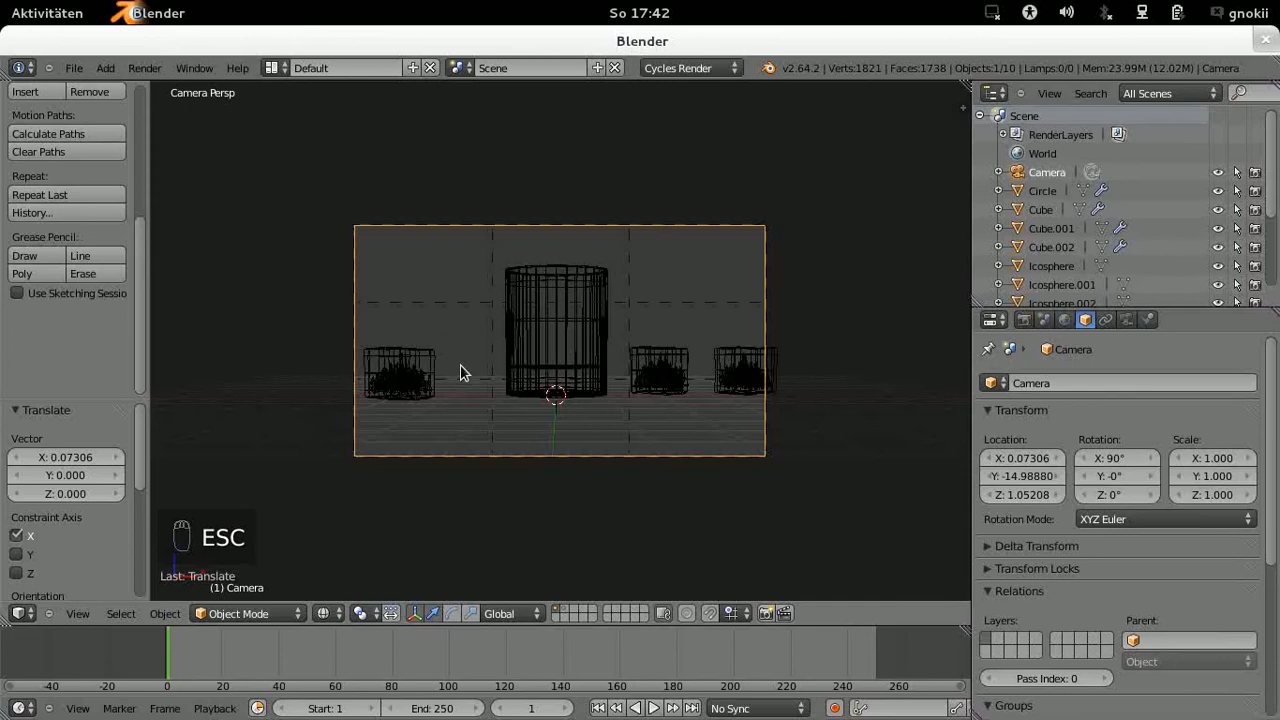 Aktivitäten Blender So 17:42 gnokii
Blender
File Add Render Window Help Default Scene Cycles Render v2.64.2 | Verts:1821 | Faces:1738 | Objects:1/10 | Lamps:0/0 | Mem:23.99M (12.02M) | Camera
Insert Remove
Motion Paths:
Calculate Paths
Clear Paths
Repeat:
Repeat Last
History...
Grease Pencil:
Draw Line
Poly Erase
Use Sketching Sessio
Translate
Vector
X: 0.07306
Y: 0.000
Z: 0.000
Constraint Axis
X
Y
Z
Orientation
Camera Persp
ESC
Last: Translate
(1) Camera
View Select Object Object Mode Global
-40 -20 0 20 40 60 80 100 120 140 160 180 200 220 240 260
View Marker Frame Playback Start: 1 End: 250 1 No Sync
View Search All Scenes
Scene
RenderLayers
World
Camera
Circle
Cube
Cube.001
Cube.002
Icosphere
Icosphere.001
Icosphere.002
Camera
Camera
Transform
Location: Rotation: Scale:
X: 0.07306 X: 90° X: 1.000
Y: -14.98880 Y: -0° Y: 1.000
Z: 1.05208 Z: 0° Z: 1.000
Rotation Mode: XYZ Euler
Delta Transform
Transform Locks
Relations
Layers: Parent:
Object
Pass Index: 0
Groups